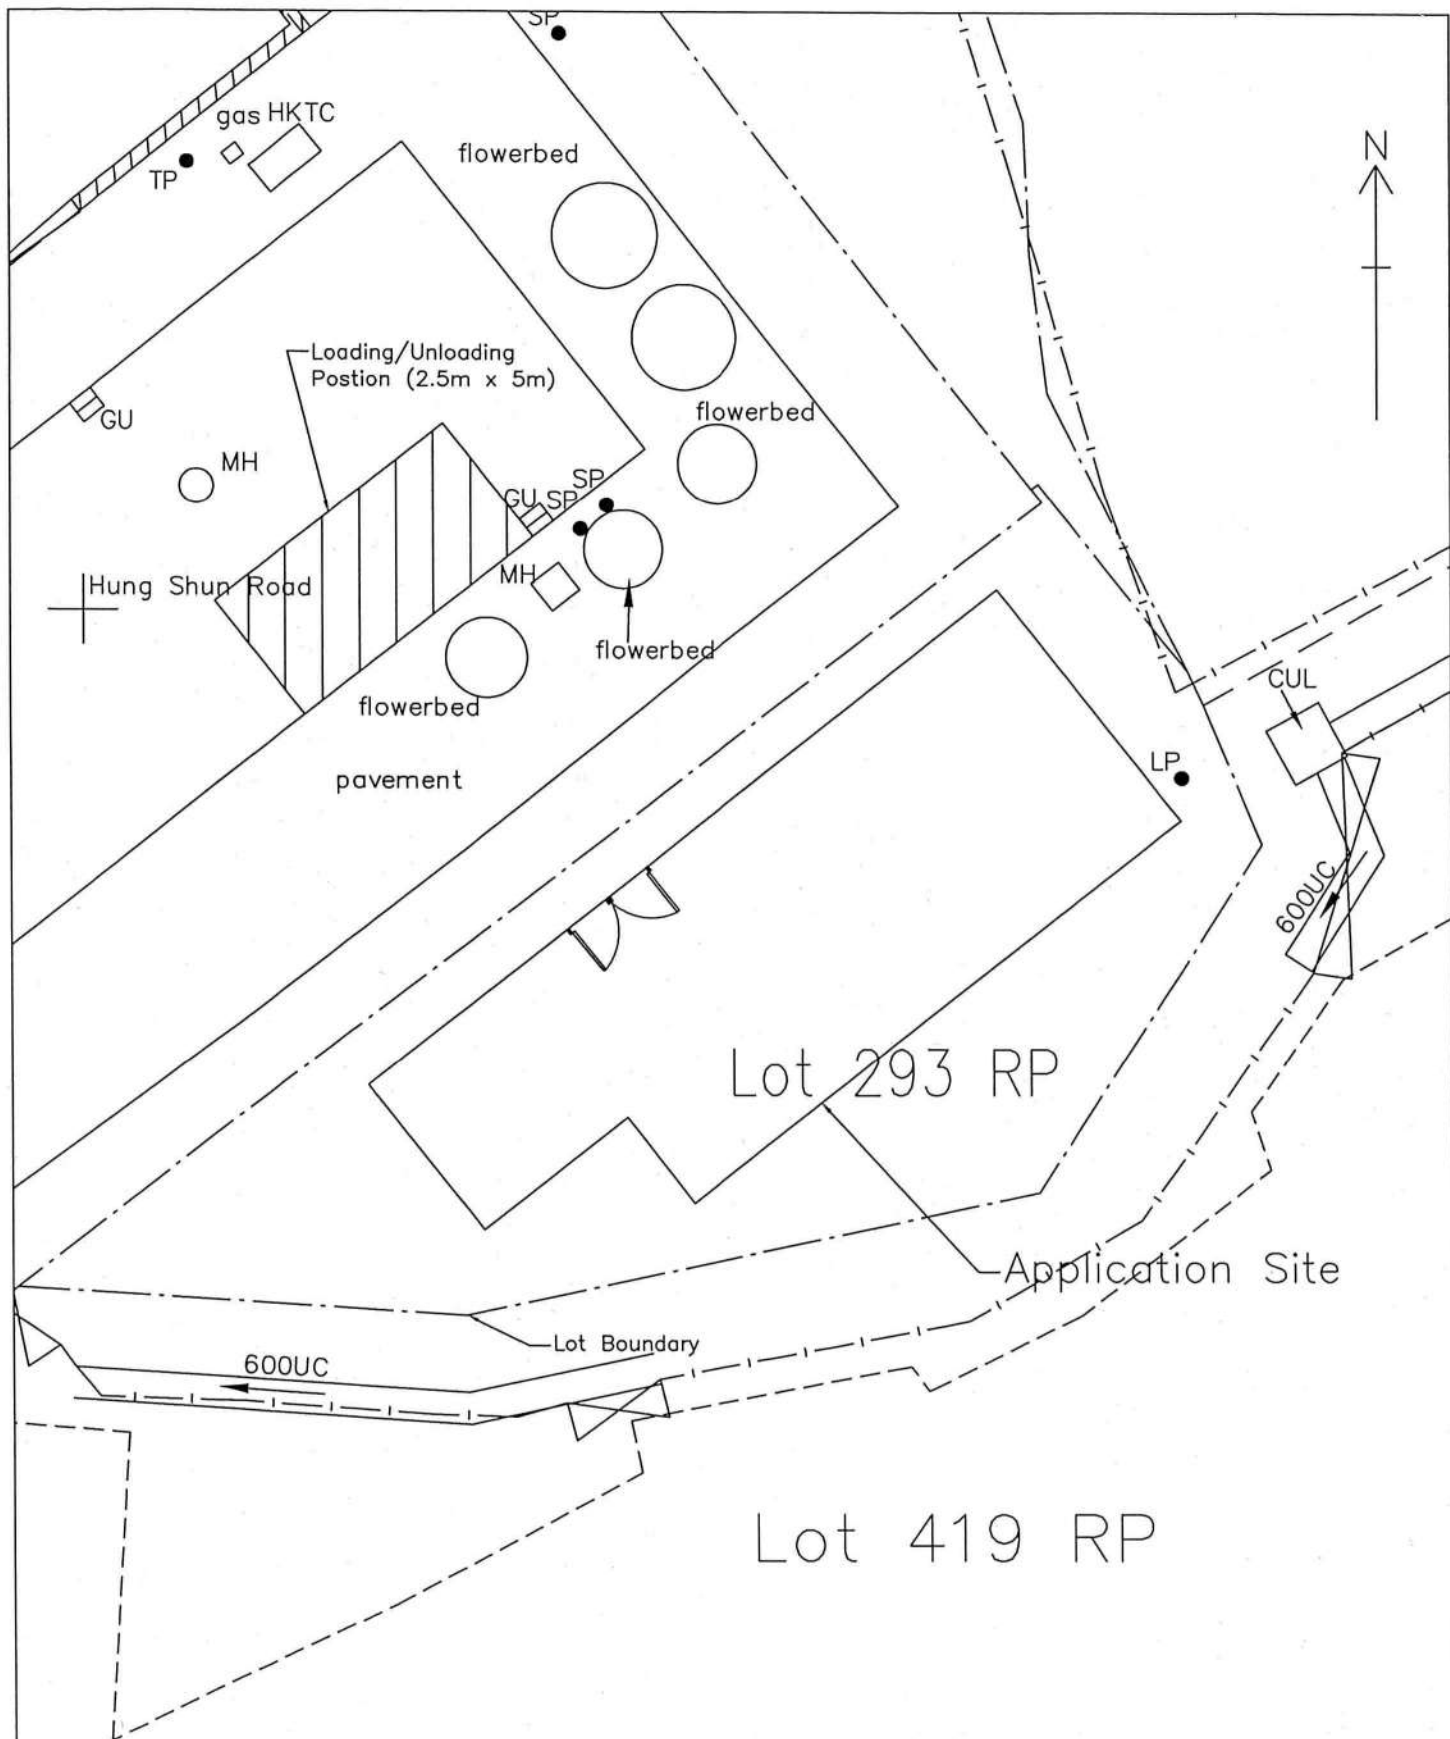 SP
gas HKTC
TP
flowerbed
N
Loading/Unloading
Postion (2.5m x 5m)
GU
flowerbed
MH
SP
GU SP
MH
Hung Shun Road
flowerbed
flowerbed
CUL
LP
pavement
600UC
Lot 293 RP
Application Site
Lot Boundary
600UC
Lot 419 RP